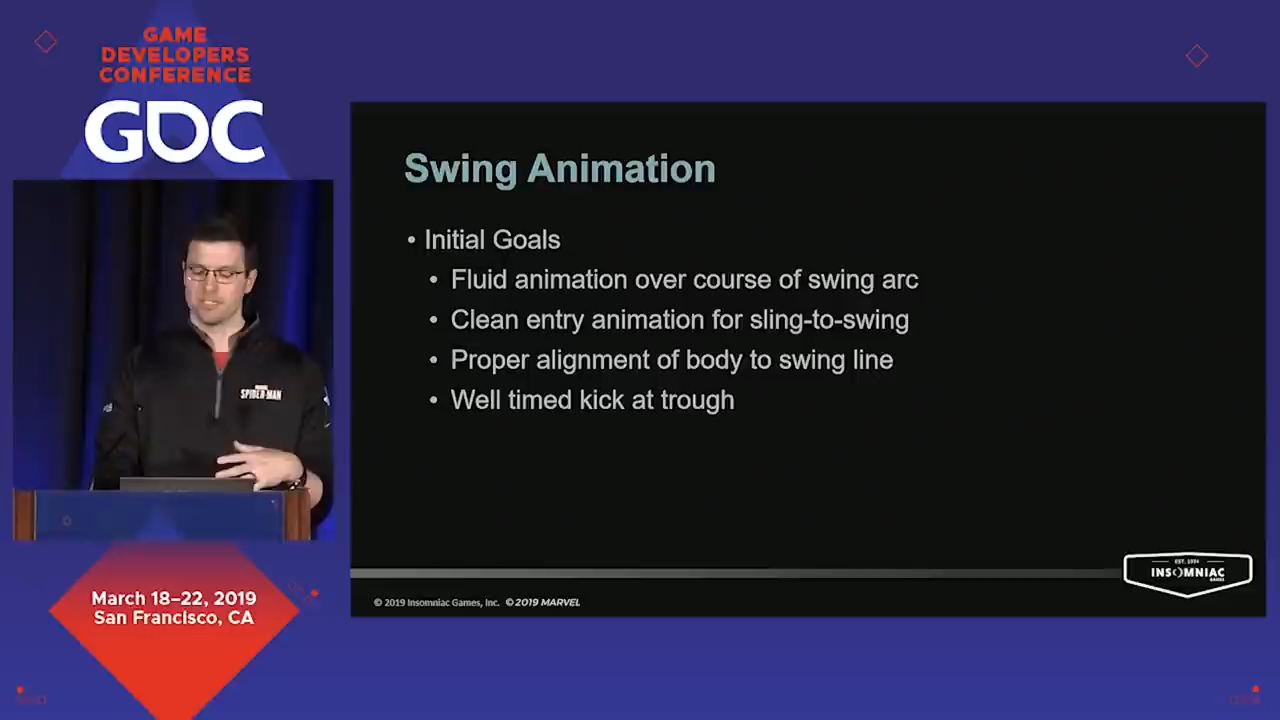 GAME
DEVELOPERS
CONFERENCE
GDC
MARVEL
SPIDER-MAN
March 18–22, 2019
San Francisco, CA
Swing Animation
• Initial Goals
• Fluid animation over course of swing arc
• Clean entry animation for sling-to-swing
• Proper alignment of body to swing line
• Well timed kick at trough
EST. 1994
INSOMNIAC
GAMES
© 2019 Insomniac Games, Inc. © 2019 MARVEL